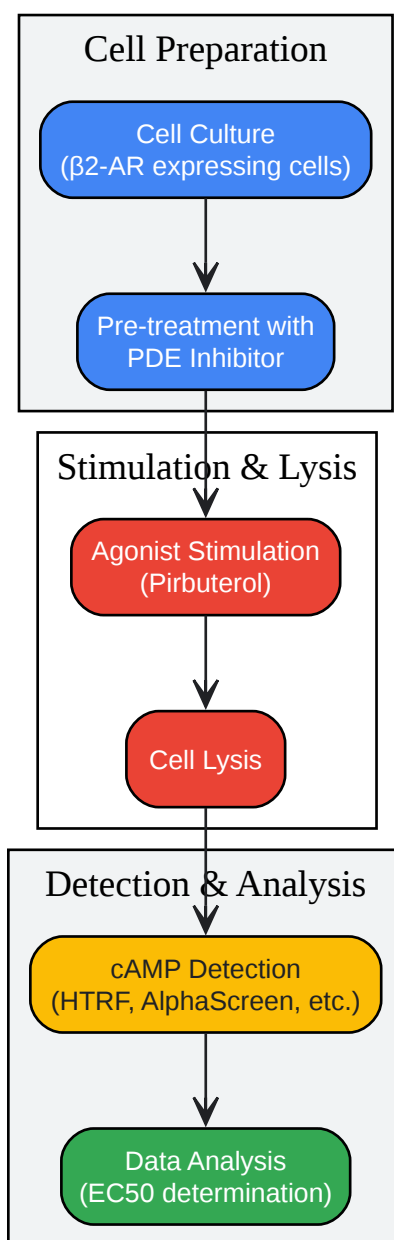 Cell Preparation
Cell Culture
(β2-AR expressing cells)
Pre-treatment with
PDE Inhibitor
Stimulation & Lysis
Agonist Stimulation
(Pirbuterol)
Cell Lysis
Detection & Analysis
cAMP Detection
(HTRF, AlphaScreen, etc.)
Data Analysis
(EC50 determination)